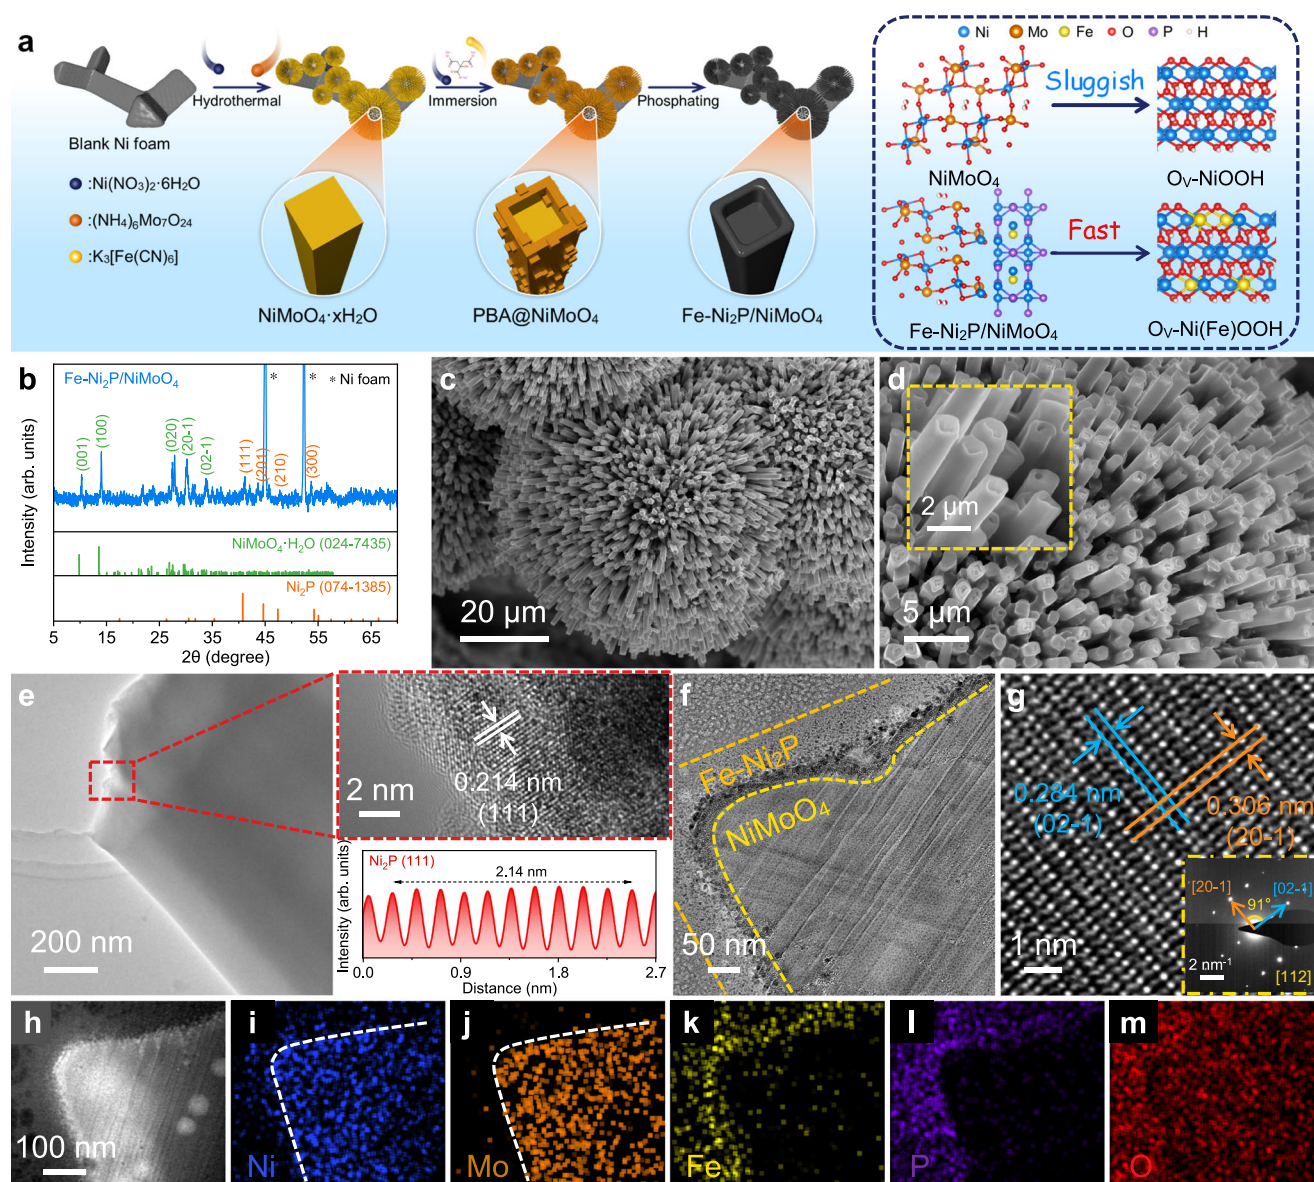 a
Hydrothermal
Immersion
Phosphating
Blank Ni foam
:Ni(NO₃)₂·6H₂O
:(NH₄)₆Mo₇O₂₄
:K₃[Fe(CN)₆]
NiMoO₄·xH₂O
PBA@NiMoO₄
Fe-Ni₂P/NiMoO₄
Ni Mo Fe O P H
Sluggish
NiMoO₄
Oᵥ-NiOOH
Fast
Fe-Ni₂P/NiMoO₄
Oᵥ-Ni(Fe)OOH
b
Fe-Ni₂P/NiMoO₄
* * * Ni foam
(001)
(100)
(020)
(20-1)
(02-1)
(111)
(201)
(210)
(300)
NiMoO₄·H₂O (024-7435)
Ni₂P (074-1385)
Intensity (arb. units)
5 15 25 35 45 55 65
2θ (degree)
c
20 μm
d
2 μm
5 μm
e
200 nm
0.214 nm
(111)
2 nm
Ni₂P (111)
2.14 nm
Intensity (arb. units)
0.0 0.9 1.8 2.7
Distance (nm)
f
Fe-Ni₂P
NiMoO₄
50 nm
g
0.284 nm
(02-1)
0.306 nm
(20-1)
1 nm
[20-1]
[02-1]
91°
2 nm⁻¹
[112]
h
100 nm
i
Ni
j
Mo
k
Fe
l
P
m
O